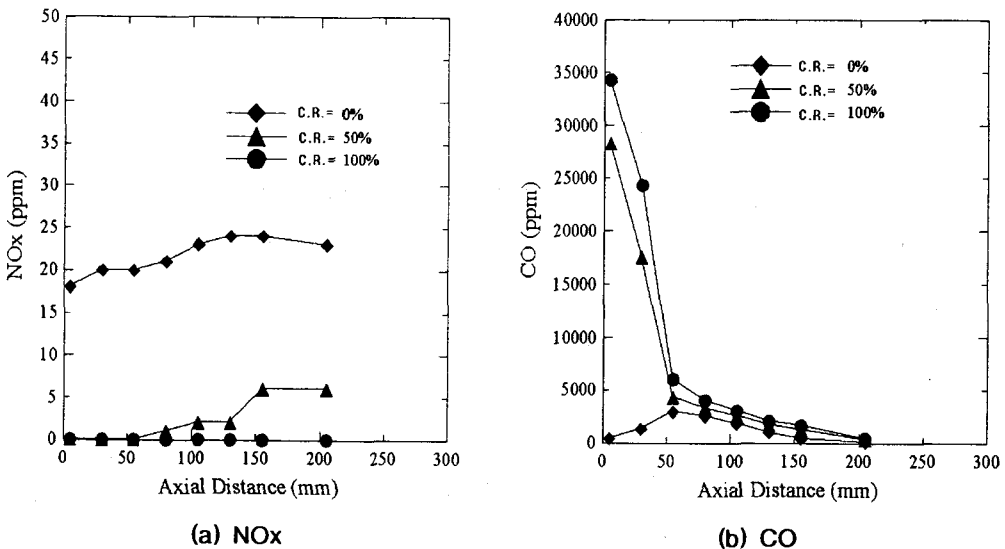 50
45
40
35
30
25
20
15
10
5
0
NOx (ppm)
C.R.= 0%
C.R.= 50%
C.R.= 100%
0 50 100 150 200 250 300
Axial Distance (mm)
(a) NOx
40000
35000
30000
25000
20000
15000
10000
5000
0
CO (ppm)
C.R.= 0%
C.R.= 50%
C.R.= 100%
0 50 100 150 200 250 300
Axial Distance (mm)
(b) CO